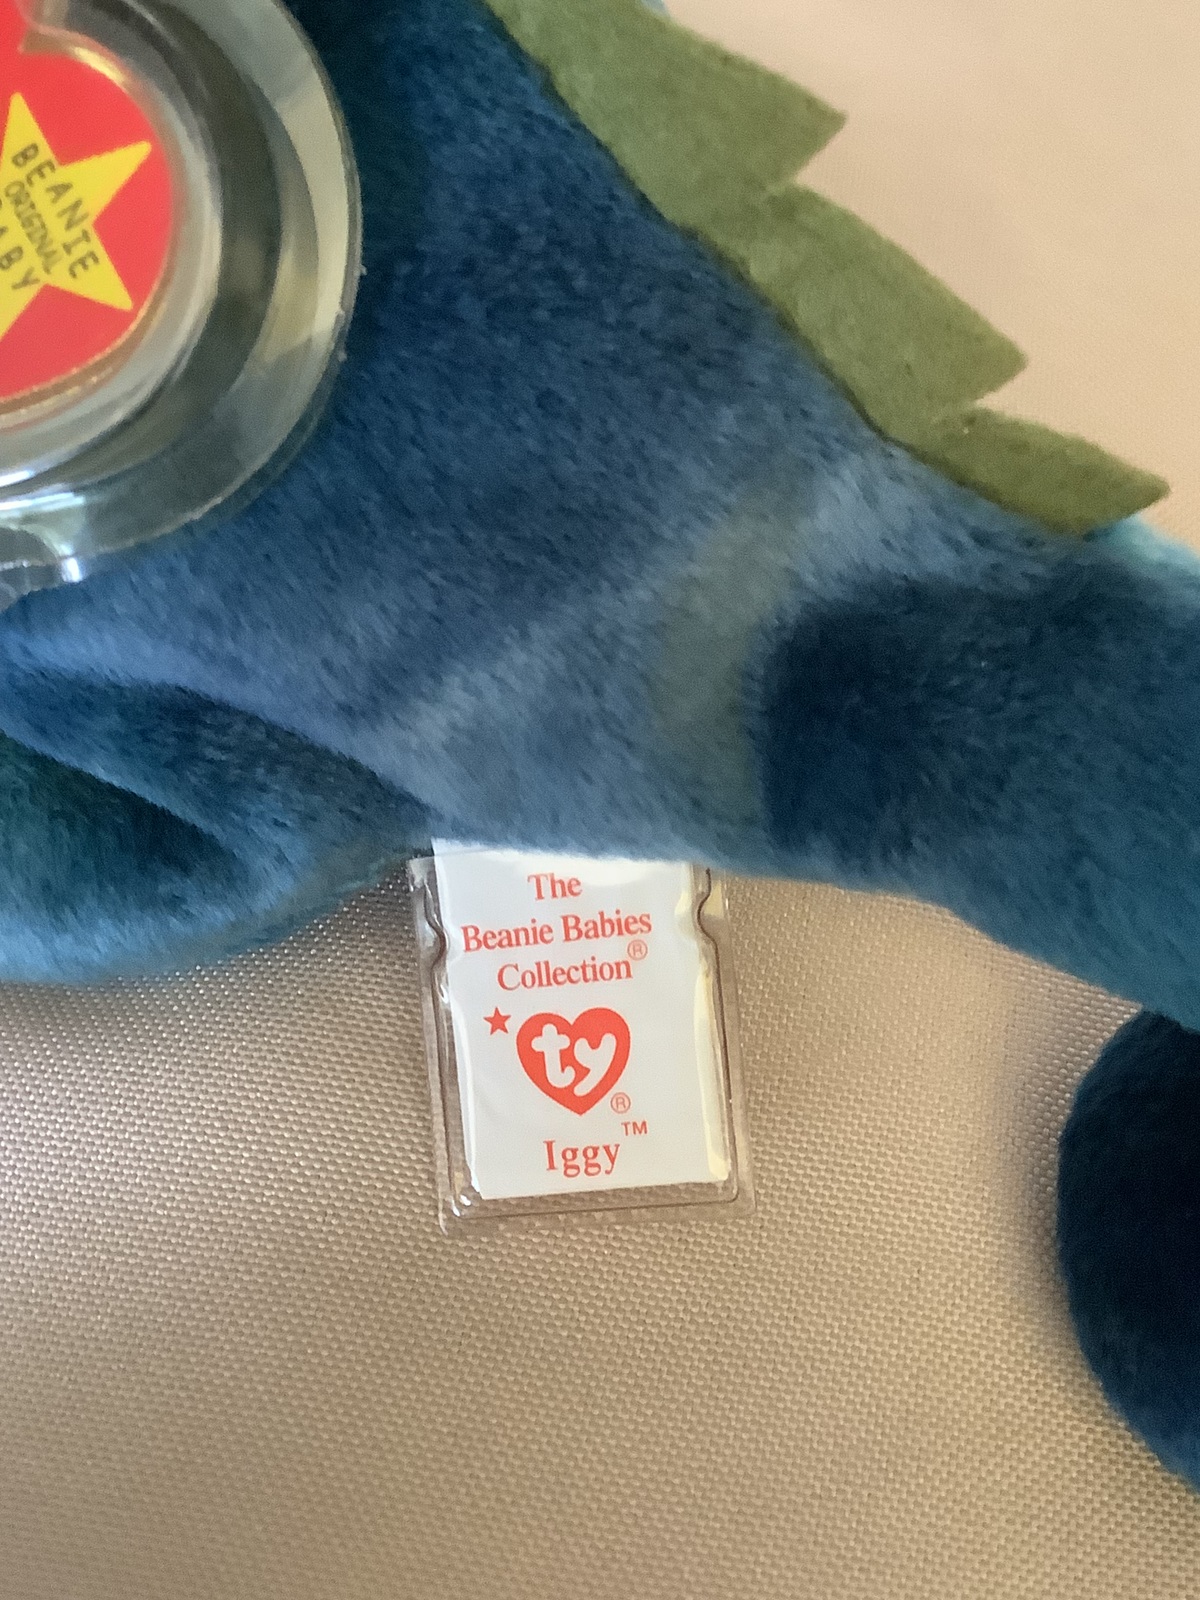 BEANIE
ORIGINAL
BABY
The
Beanie Babies
Collection®
ty®
Iggy™